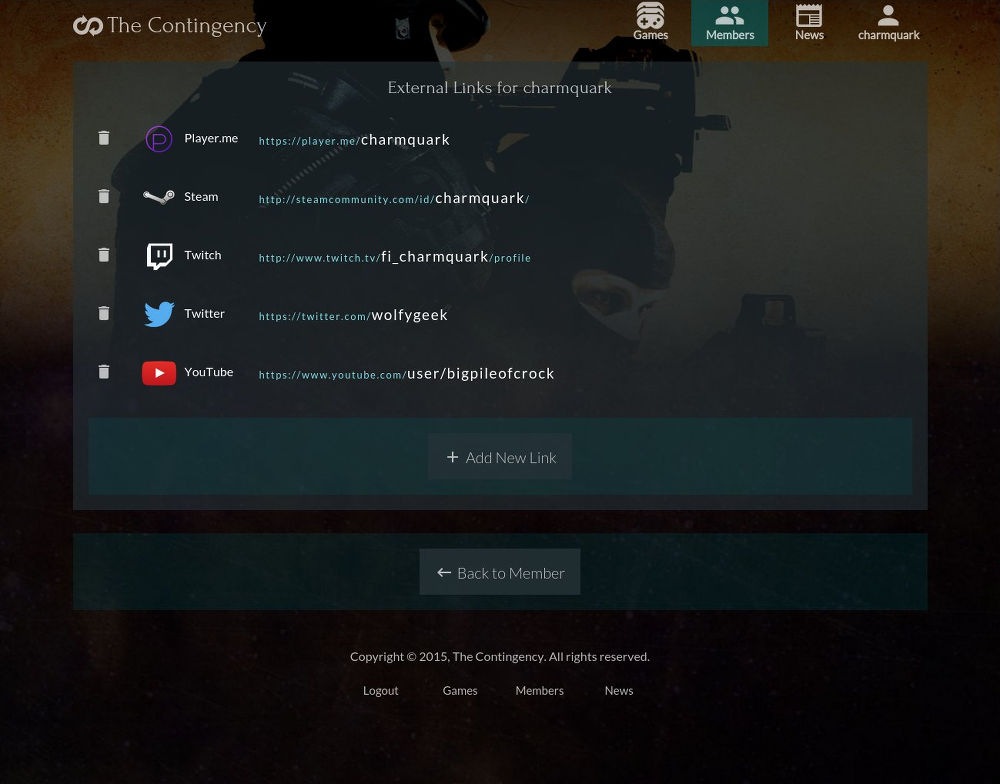 The Contingency
Games
Members
News
charmquark
External Links for charmquark
Player.me https://player.me/charmquark
Steam http://steamcommunity.com/id/charmquark/
Twitch http://www.twitch.tv/fi_charmquark/profile
Twitter https://twitter.com/wolfygeek
YouTube https://www.youtube.com/user/bigpileofcrock
+ Add New Link
← Back to Member
Copyright © 2015, The Contingency. All rights reserved.
Logout Games Members News